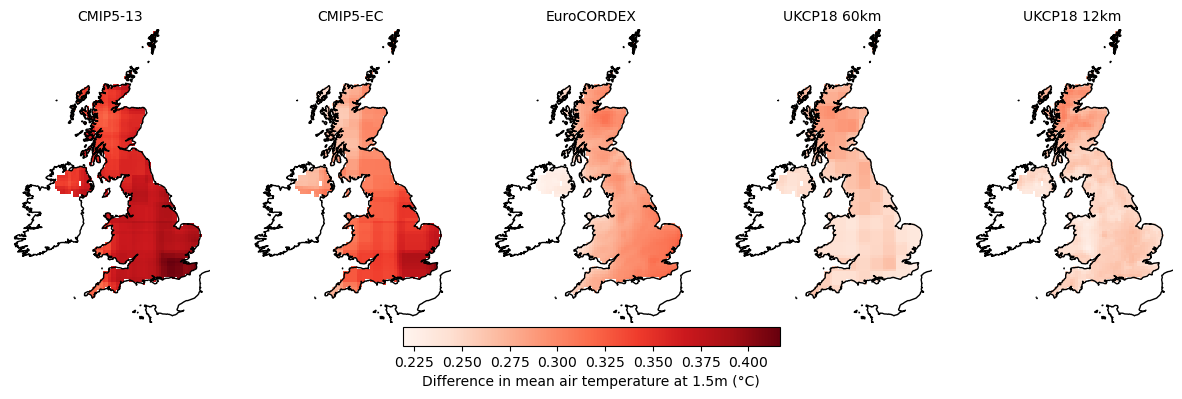 CMIP5-13 CMIP5-EC EuroCORDEX UKCP18 60km UKCP18 12km
0.225 0.250 0.275 0.300 0.325 0.350 0.375 0.400
Difference in mean air temperature at 1.5m (°C)